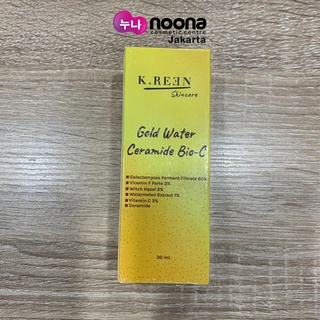 누나 noona
cosmetic centre
Jakarta
K.REEN
Skincare
Gold Water
Ceramide Bio-C
Galactomyces Ferment Filtrate 60%
Vitamin F Forte 3%
Witch Hazel 2%
Watermelon Extract 1%
Vitamin C 3%
Ceramide
30 mL